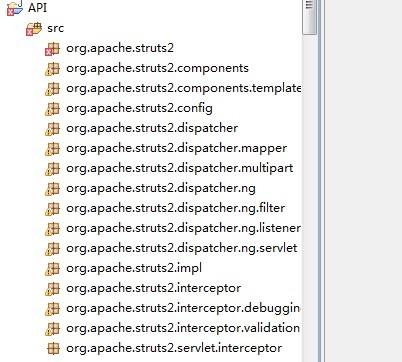 API
src
org.apache.struts2
org.apache.struts2.components
org.apache.struts2.components.template
org.apache.struts2.config
org.apache.struts2.dispatcher
org.apache.struts2.dispatcher.mapper
org.apache.struts2.dispatcher.multipart
org.apache.struts2.dispatcher.ng
org.apache.struts2.dispatcher.ng.filter
org.apache.struts2.dispatcher.ng.listener
org.apache.struts2.dispatcher.ng.servlet
org.apache.struts2.impl
org.apache.struts2.interceptor
org.apache.struts2.interceptor.debuggin
org.apache.struts2.interceptor.validation
org.apache.struts2.servlet.interceptor